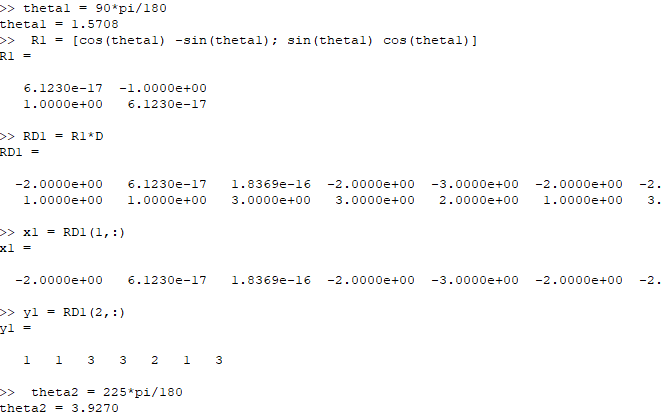 >> theta1 = 90*pi/180
theta1 = 1.5708
>>  R1 = [cos(theta1) -sin(theta1); sin(theta1) cos(theta1)]
R1 =
6.1230e-17 -1.0000e+00
1.0000e+00 6.1230e-17
>> RD1 = R1*D
RD1 =
-2.0000e+00 6.1230e-17 1.8369e-16 -2.0000e+00 -3.0000e+00 -2.0000e+00 -2.
1.0000e+00 1.0000e+00 3.0000e+00 3.0000e+00 2.0000e+00 1.0000e+00 3.
>> x1 = RD1(1,:)
x1 =
-2.0000e+00 6.1230e-17 1.8369e-16 -2.0000e+00 -3.0000e+00 -2.0000e+00 -2.
>> y1 = RD1(2,:)
y1 =
1 1 3 3 2 1 3
>>  theta2 = 225*pi/180
theta2 = 3.9270